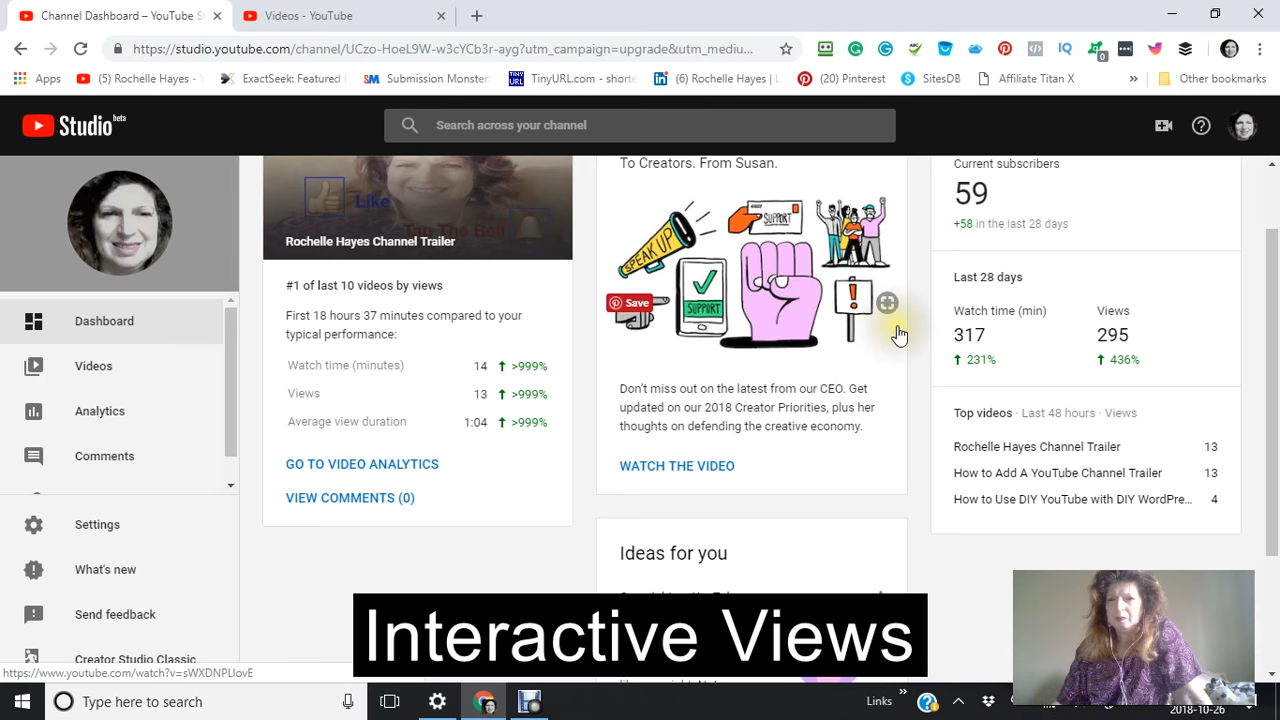 Channel Dashboard – YouTube S
Videos - YouTube
https://studio.youtube.com/channel/UCzo-HoeL9W-w3cYCb3r-ayg?utm_campaign=upgrade&utm_mediu...
Apps
(5) Rochelle Hayes -
ExactSeek: Featured
Submission Monster
TinyURL.com - shorte
(6) Rochelle Hayes |
(20) Pinterest
SitesDB
Affiliate Titan X
Other bookmarks
Studio beta
Search across your channel
Dashboard
Videos
Analytics
Comments
Settings
What's new
Send feedback
Creator Studio Classic
Like
Tap The Bell
Rochelle Hayes Channel Trailer
#1 of last 10 videos by views
First 18 hours 37 minutes compared to your
typical performance:
Watch time (minutes) 14 >999%
Views 13 >999%
Average view duration 1:04 >999%
GO TO VIDEO ANALYTICS
VIEW COMMENTS (0)
To Creators. From Susan.
SPEAK UP
SUPPORT
SUPPORT
Save
Don't miss out on the latest from our CEO. Get
updated on our 2018 Creator Priorities, plus her
thoughts on defending the creative economy.
WATCH THE VIDEO
Ideas for you
Current subscribers
59
+58 in the last 28 days
Last 28 days
Watch time (min) Views
317 295
231% 436%
Top videos · Last 48 hours · Views
Rochelle Hayes Channel Trailer 13
How to Add A YouTube Channel Trailer 13
How to Use DIY YouTube with DIY WordPre... 4
Interactive Views
https://www.youtube.com/watch?v=sWXDNPLIovE
Type here to search
Links
2018-10-26